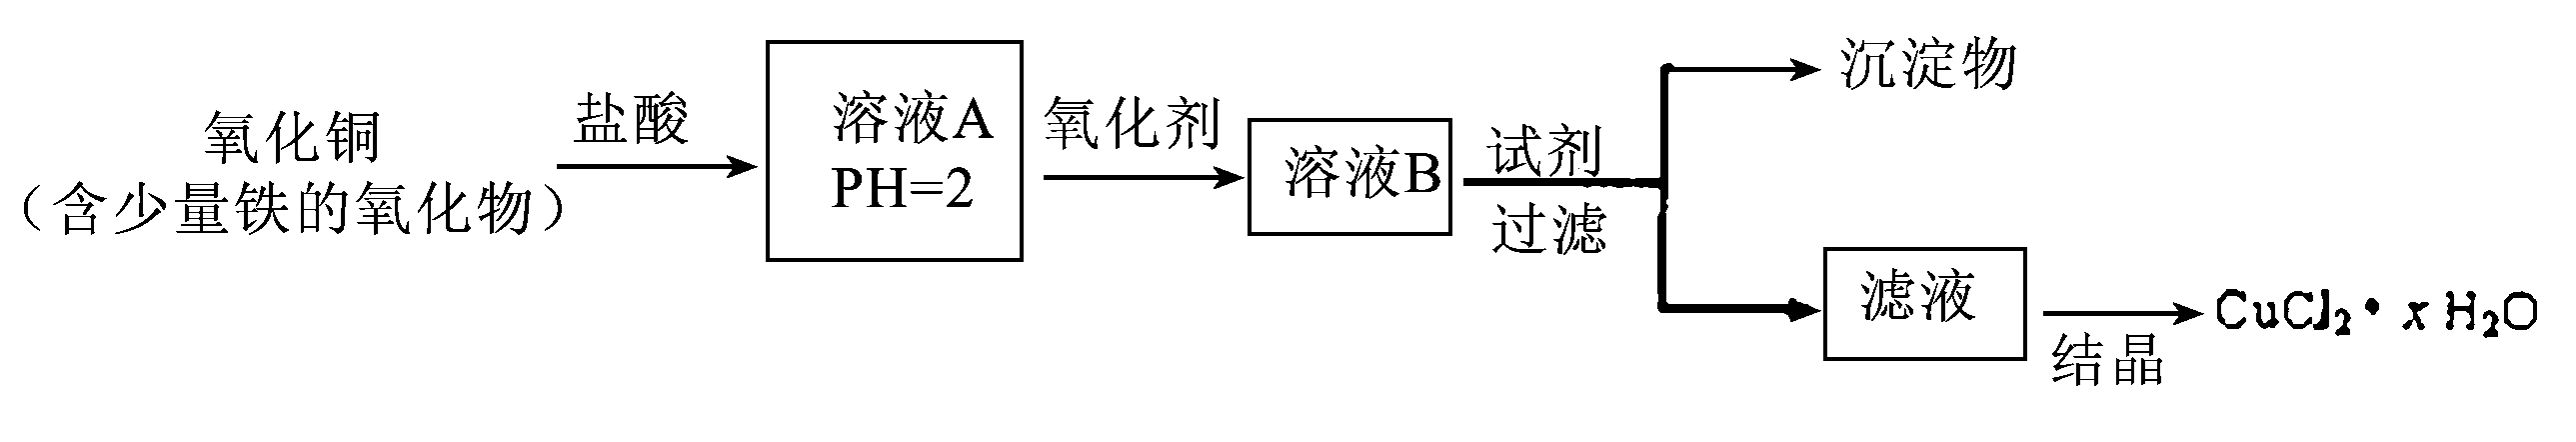 氧化铜
（含少量铁的氧化物）
盐酸
溶液A
PH=2
氧化剂
溶液B
试剂
过滤
沉淀物
滤液
结晶
CuCl₂• x H₂O